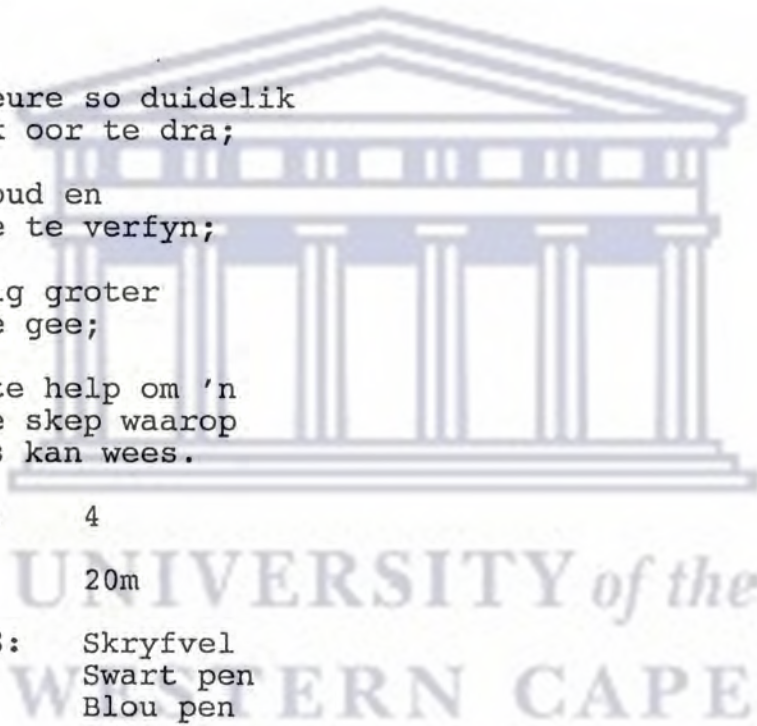 eure so duidelik
t oor te dra;
oud en
e te verfyn;
ig groter
e gee;
te help om 'n
e skep waarop
s kan wees.
4
20m
S: Skryfvel
Swart pen
Blou pen
UNIVERSITY of the
WESTERN CAPE